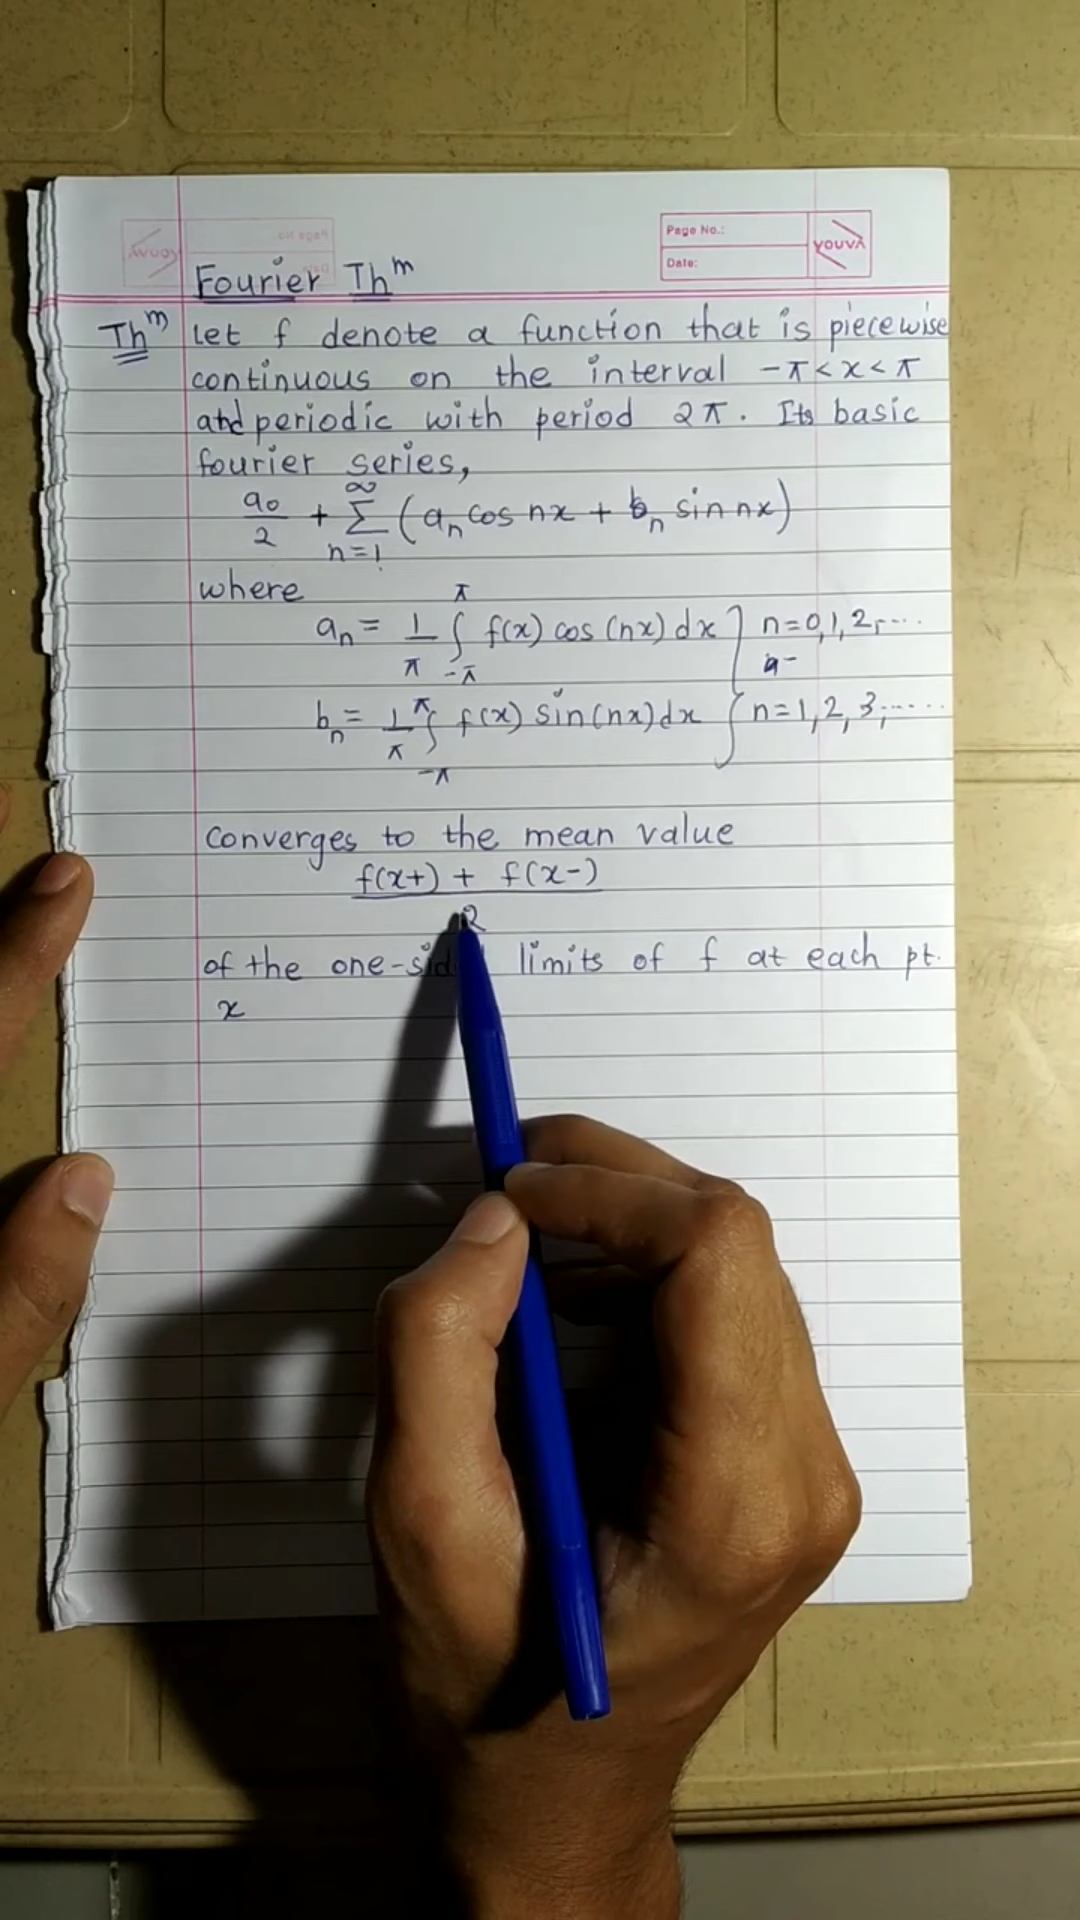 Page No.:
Date:
YOUVA
Fourier Thm
Thm Let f denote a function that is piecewise
continuous on the interval -π < x < π
and periodic with period 2π. Its basic
fourier series,
a₀/2 + ∞Σn=1 (aₙ cos nx + bₙ sin nx)
where
aₙ = 1/π ∫_{-π}^{π} f(x) cos (nx) dx } n=0,1,2,...
bₙ = 1/π ∫_{-π}^{π} f(x) sin(nx) dx } n=1,2,3,.....
converges to the mean value
f(x+) + f(x-)
2
of the one-sided limits of f at each pt.
x